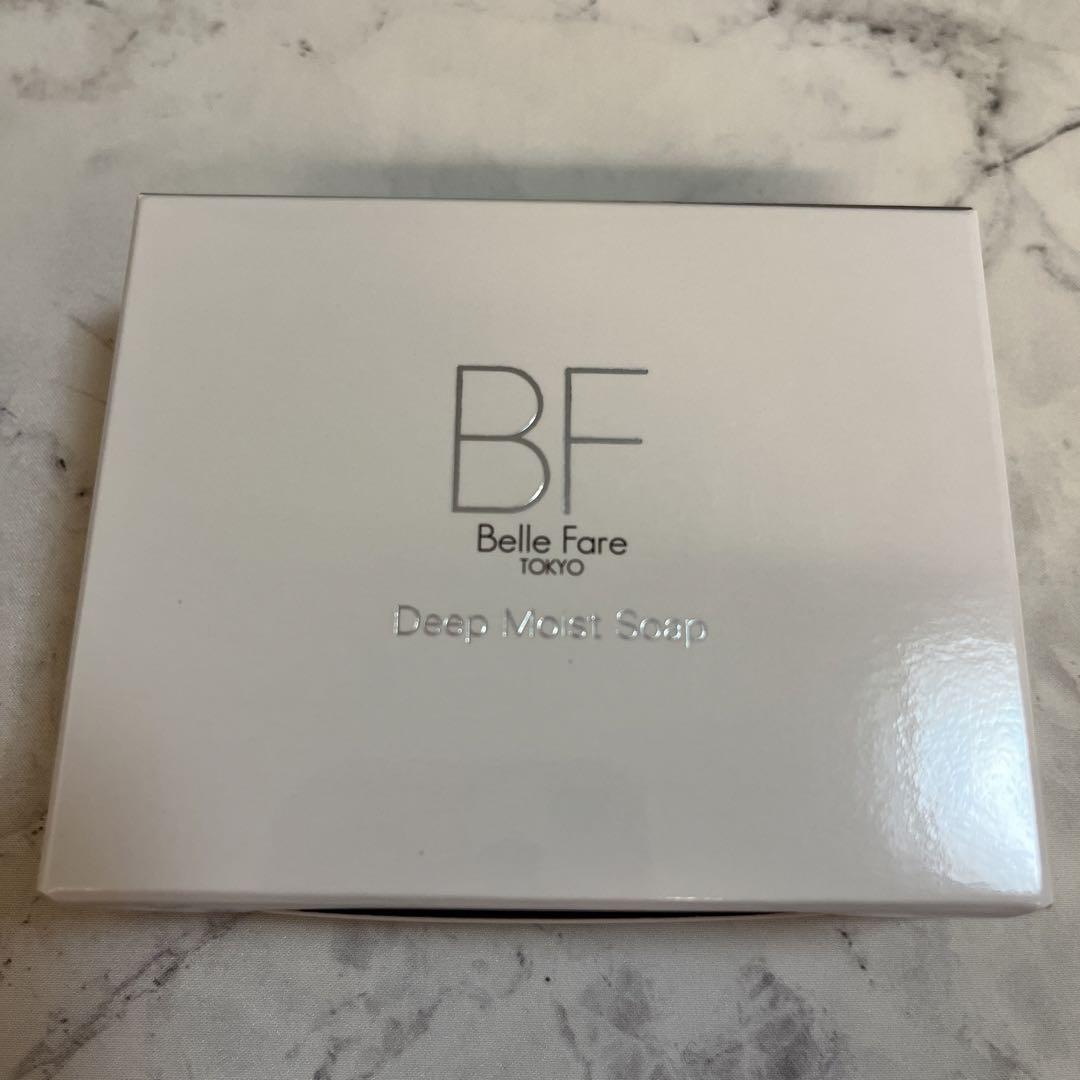 BF
Belle Fare
TOKYO
Deep Moist Soap